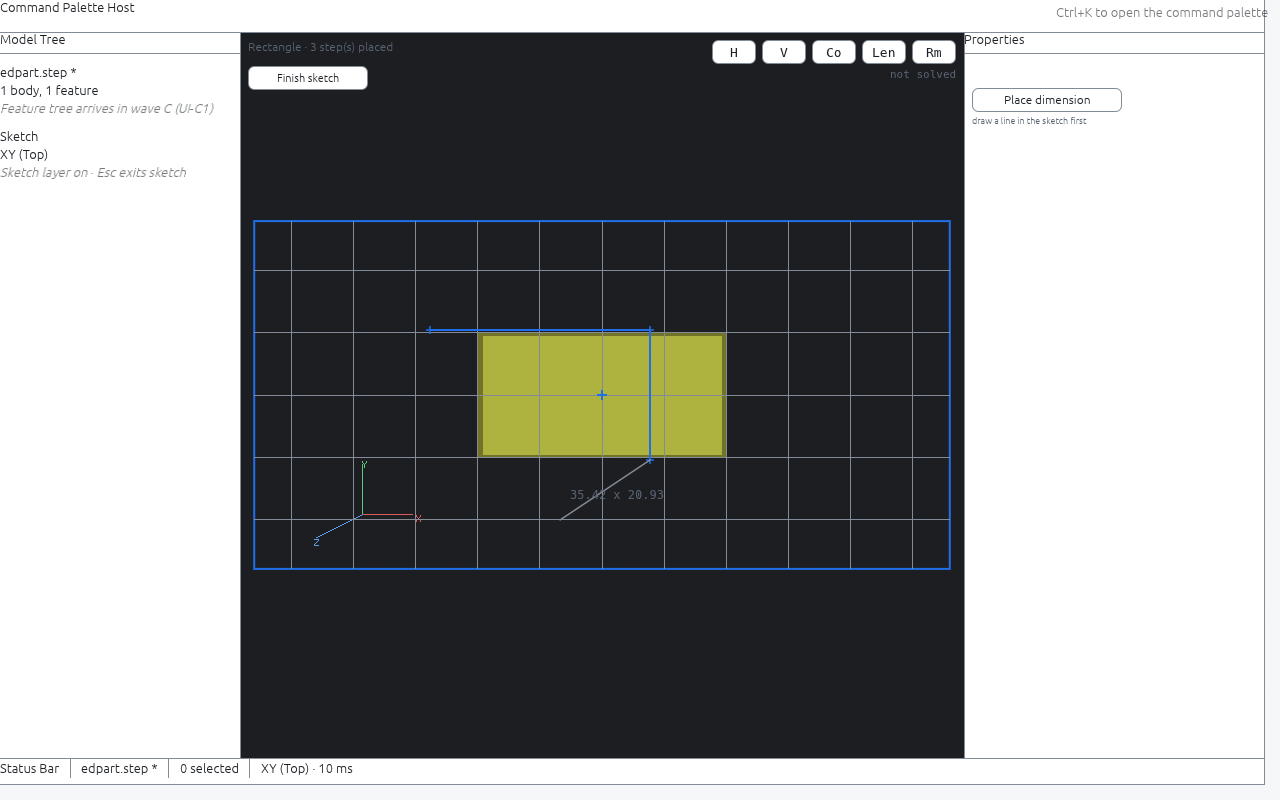 Command Palette Host
Ctrl+K to open the command palette
Model Tree
edpart.step *
1 body, 1 feature
Feature tree arrives in wave C (UI-C1)
Sketch
XY (Top)
Sketch layer on · Esc exits sketch
Rectangle · 3 step(s) placed
Finish sketch
H V Co Len Rm
not solved
35.42 x 20.93
Y
X
Z
Properties
Place dimension
draw a line in the sketch first
Status Bar edpart.step * 0 selected XY (Top) · 10 ms